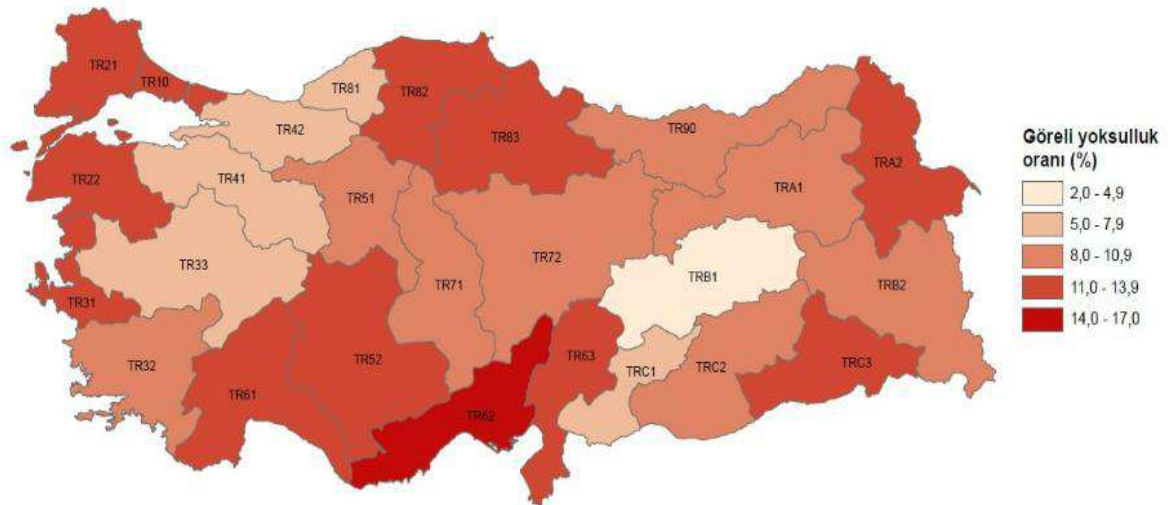 TR21
TR10
TR81
TR82
TR42
TR83
TR90
TR22
TR41
TRA2
TRA1
TR51
TR33
TR72
TR71
TRB1
TRB2
TR31
TR32
TR52
TR63
TRC1
TRC2
TRC3
TR61
TR62
Göreli yoksulluk
oranı (%)
2,0 - 4,9
5,0 - 7,9
8,0 - 10,9
11,0 - 13,9
14,0 - 17,0